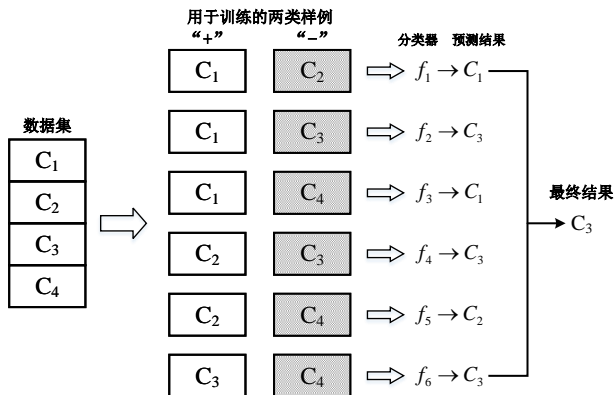 用于训练的两类样例
“+” “-”
分类器 预测结果
C₁ C₂ f₁ → C₁
数据集
C₁
C₂
C₃
C₄
C₁ C₃ f₂ → C₃
C₁ C₄ f₃ → C₁
C₂ C₃ f₄ → C₃
C₂ C₄ f₅ → C₂
C₃ C₄ f₆ → C₃
最终结果
C₃